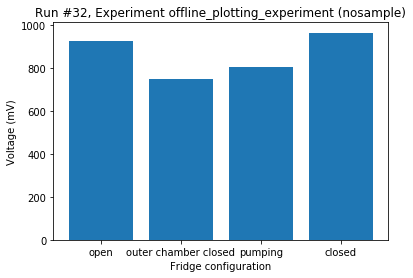 Run #32, Experiment offline_plotting_experiment (nosample)
1000
800
600
400
200
0
Voltage (mV)
open outer chamber closed pumping closed
Fridge configuration